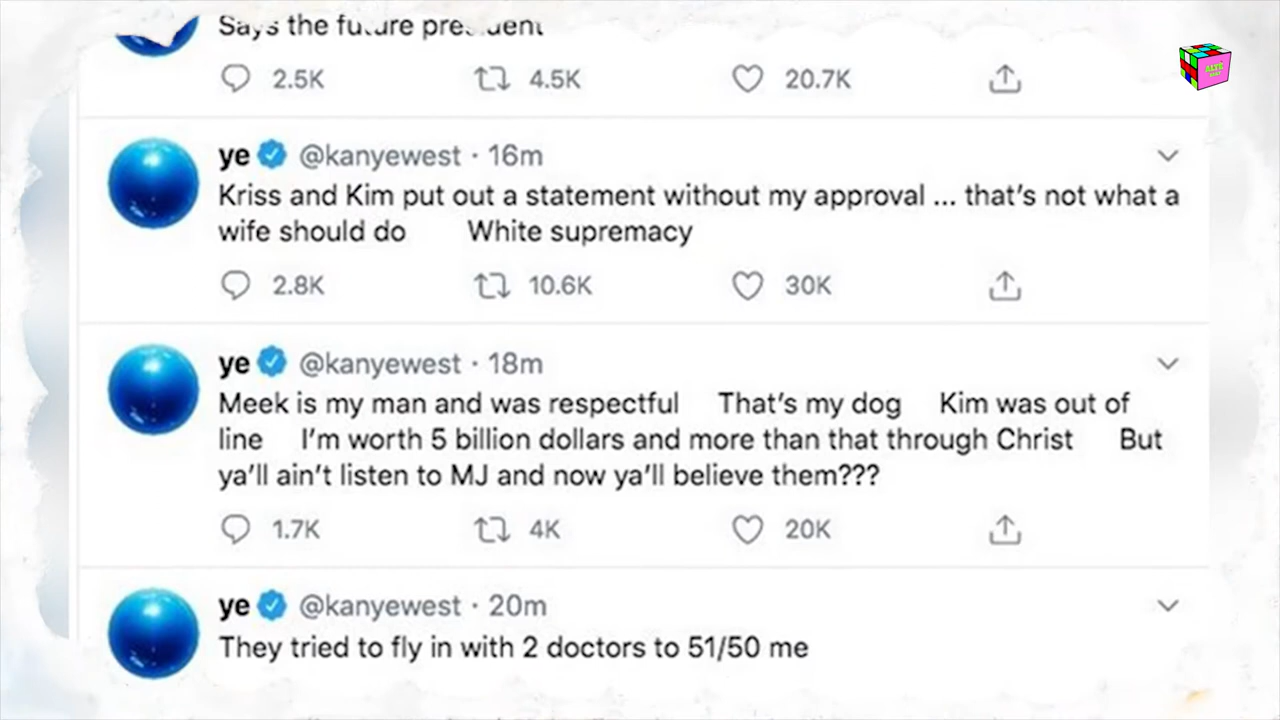 Says the future president
2.5K 4.5K 20.7K
ye @kanyewest · 16m
Kriss and Kim put out a statement without my approval ... that's not what a
wife should do White supremacy
2.8K 10.6K 30K
ye @kanyewest · 18m
Meek is my man and was respectful That's my dog Kim was out of
line I'm worth 5 billion dollars and more than that through Christ But
ya'll ain't listen to MJ and now ya'll believe them???
1.7K 4K 20K
ye @kanyewest · 20m
They tried to fly in with 2 doctors to 51/50 me